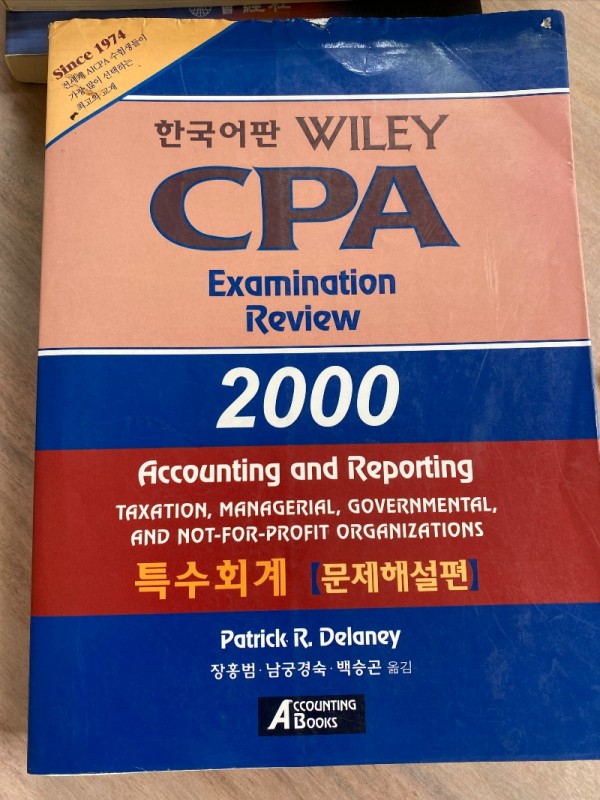 Since 1974
전세계 AICPA 수험생들이
가장 많이 선택하는
최고의 교재
한국어판 WILEY
CPA
Examination
Review
2000
Accounting and Reporting
TAXATION, MANAGERIAL, GOVERNMENTAL,
AND NOT-FOR-PROFIT ORGANIZATIONS
특수회계 【문제해설편】
Patrick R. Delaney
장홍범·남궁경숙·백승곤 옮김
ACCOUNTING
BOOKS